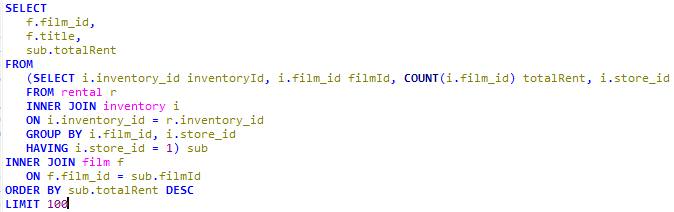 SELECT
f.film_id,
f.title,
sub.totalRent
FROM
(SELECT i.inventory_id inventoryId, i.film_id filmId, COUNT(i.film_id) totalRent, i.store_id
FROM rental r
INNER JOIN inventory i
ON i.inventory_id = r.inventory_id
GROUP BY i.film_id, i.store_id
HAVING i.store_id = 1) sub
INNER JOIN film f
ON f.film_id = sub.filmId
ORDER BY sub.totalRent DESC
LIMIT 100